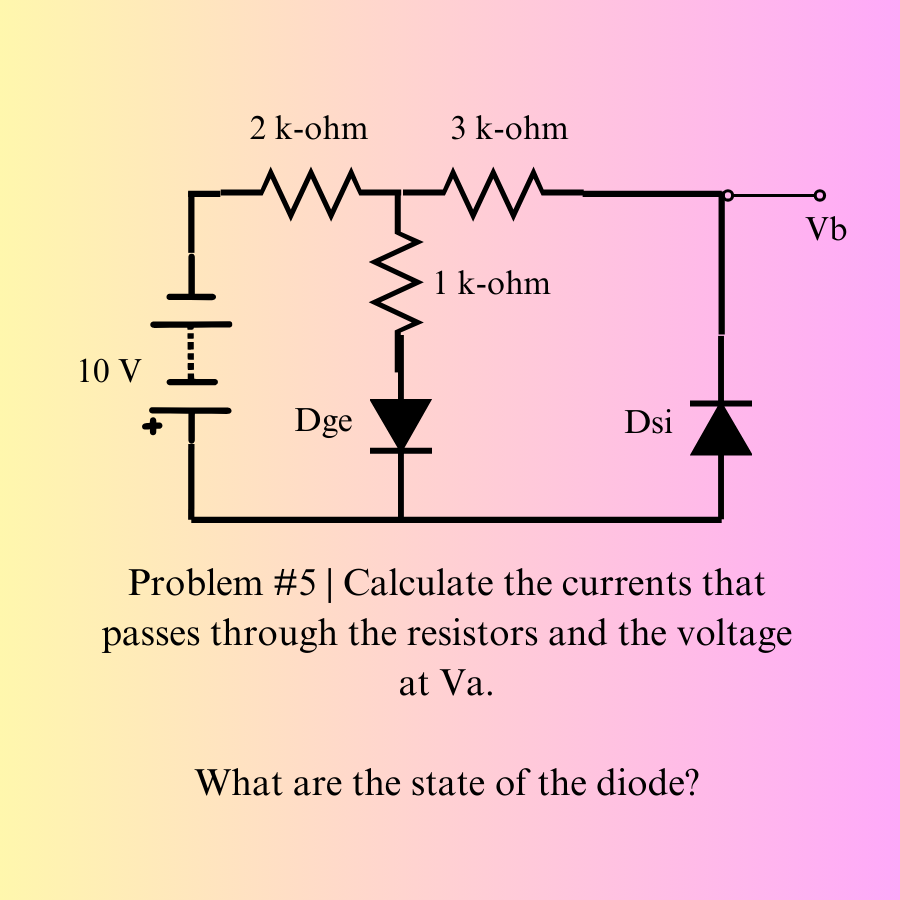 2 k-ohm
3 k-ohm
Vb
1 k-ohm
10 V
+
Dge
Dsi
Problem #5 | Calculate the currents that
passes through the resistors and the voltage
at Va.
What are the state of the diode?